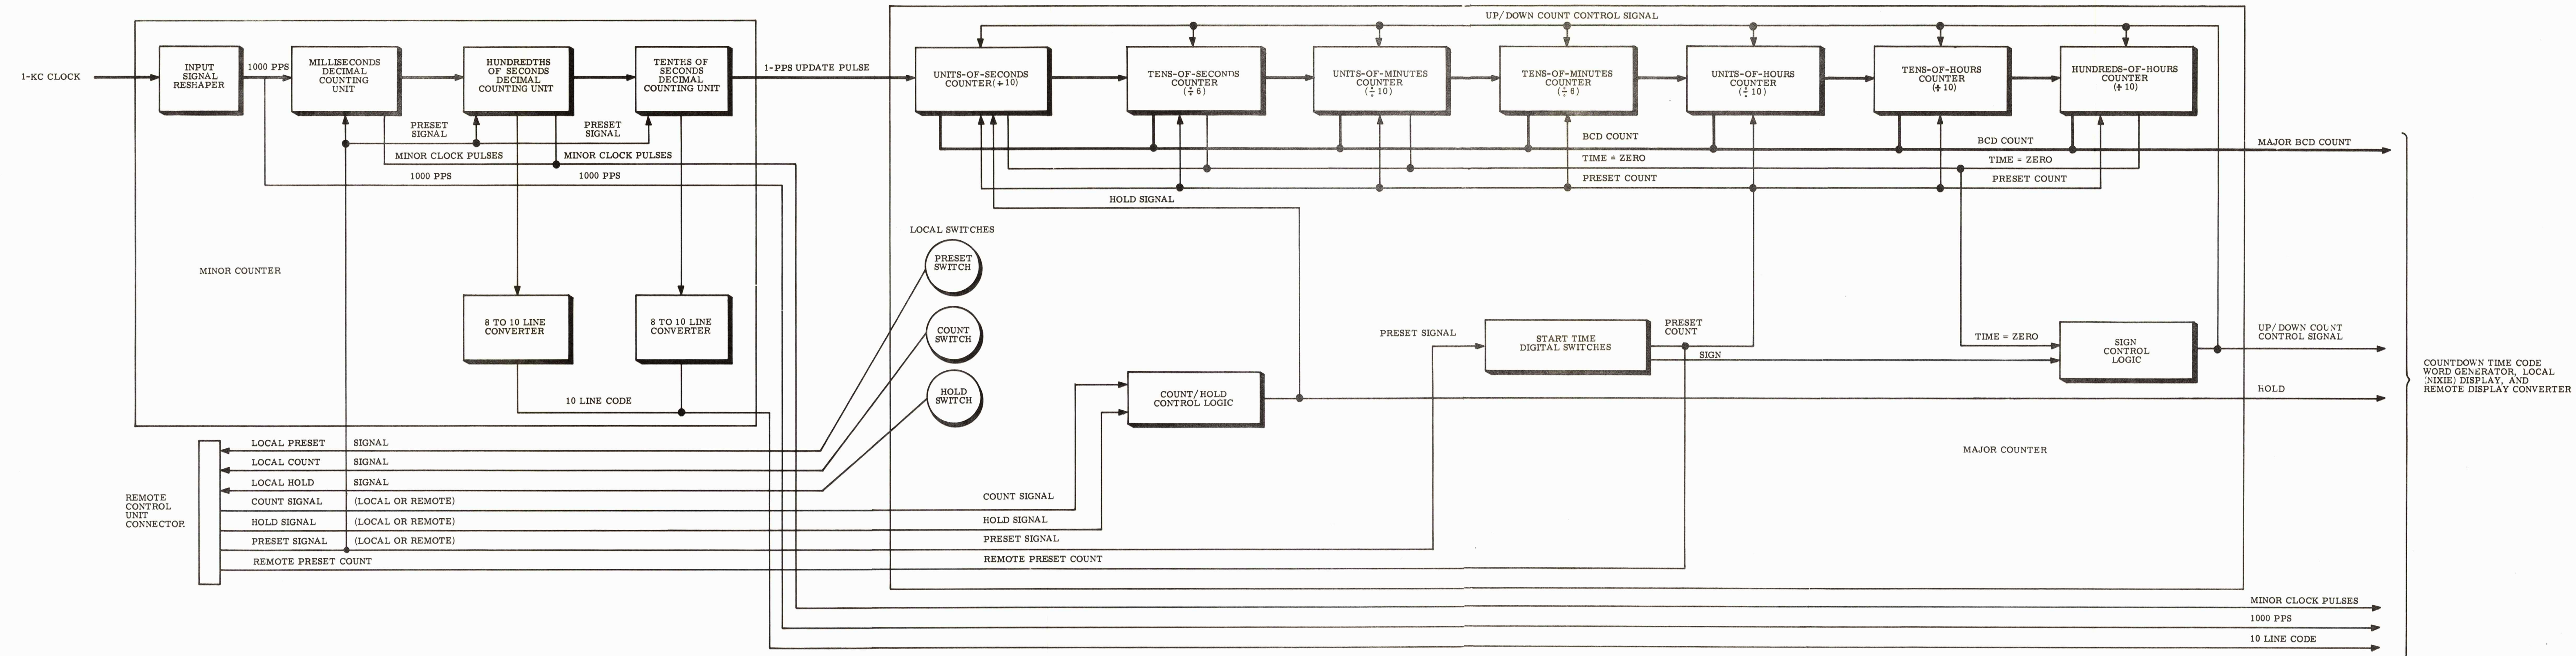 UP/DOWN COUNT CONTROL SIGNAL
1-KC CLOCK
INPUT
SIGNAL
RESHAPER
1000 PPS
MILLISECONDS
DECIMAL
COUNTING
UNIT
HUNDREDTHS
OF SECONDS
DECIMAL
COUNTING UNIT
TENTHS OF
SECONDS
DECIMAL
COUNTING UNIT
1-PPS UPDATE PULSE
UNITS-OF-SECONDS
COUNTER(÷10)
TENS-OF-SECONDS
COUNTER
(÷6)
UNITS-OF-MINUTES
COUNTER
(÷10)
TENS-OF-MINUTES
COUNTER
(÷6)
UNITS-OF-HOURS
COUNTER
(÷10)
TENS-OF-HOURS
COUNTER
(÷10)
HUNDREDS-OF-HOURS
COUNTER
(÷10)
PRESET
SIGNAL
PRESET
SIGNAL
MINOR CLOCK PULSES
MINOR CLOCK PULSES
1000 PPS
1000 PPS
BCD COUNT
BCD COUNT
MAJOR BCD COUNT
TIME = ZERO
TIME = ZERO
PRESET COUNT
PRESET COUNT
HOLD SIGNAL
LOCAL SWITCHES
PRESET
SWITCH
COUNT
SWITCH
HOLD
SWITCH
MINOR COUNTER
8 TO 10 LINE
CONVERTER
8 TO 10 LINE
CONVERTER
10 LINE CODE
PRESET SIGNAL
START TIME
DIGITAL SWITCHES
PRESET
COUNT
SIGN
TIME = ZERO
SIGN
CONTROL
LOGIC
UP/DOWN COUNT
CONTROL SIGNAL
COUNT/HOLD
CONTROL LOGIC
HOLD
COUNTDOWN TIME CODE
WORD GENERATOR, LOCAL
(NIXIE) DISPLAY, AND
REMOTE DISPLAY CONVERTER
MAJOR COUNTER
REMOTE
CONTROL
UNIT
CONNECTOR
LOCAL PRESET SIGNAL
LOCAL COUNT SIGNAL
LOCAL HOLD SIGNAL
COUNT SIGNAL (LOCAL OR REMOTE)
HOLD SIGNAL (LOCAL OR REMOTE)
PRESET SIGNAL (LOCAL OR REMOTE)
REMOTE PRESET COUNT
COUNT SIGNAL
HOLD SIGNAL
PRESET SIGNAL
REMOTE PRESET COUNT
MINOR CLOCK PULSES
1000 PPS
10 LINE CODE